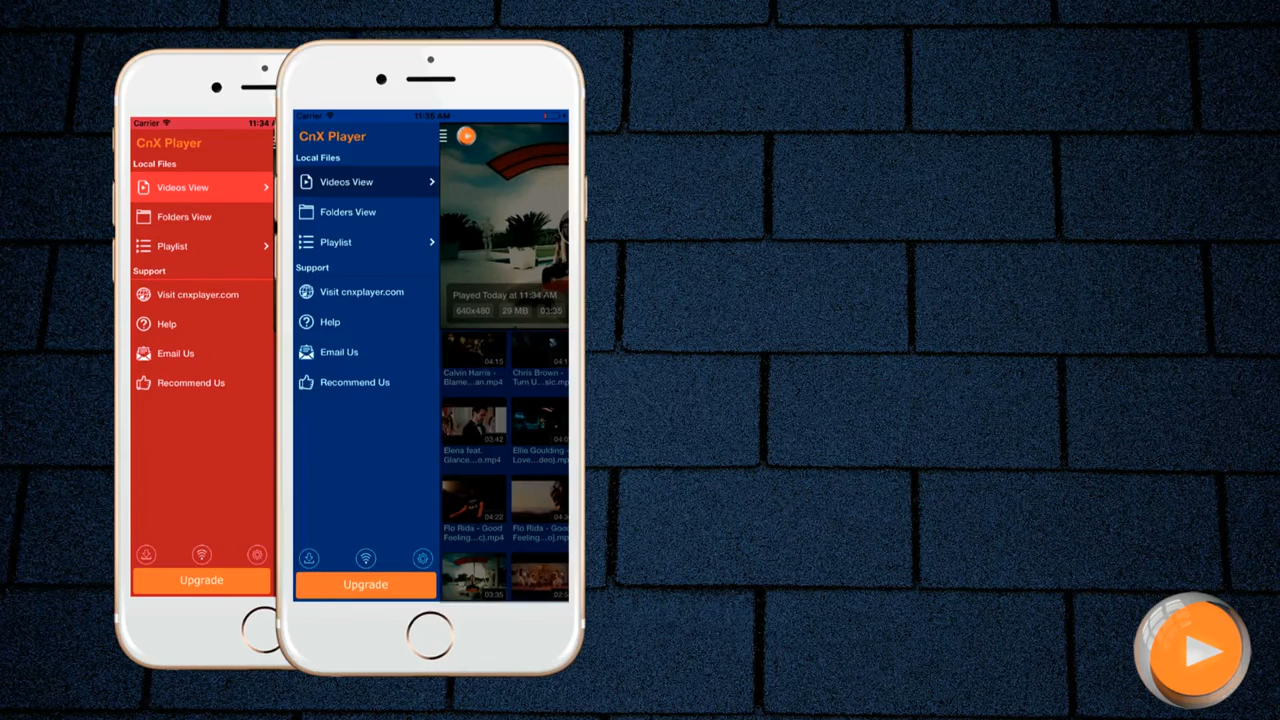 Carrier
11:34
CnX Player
Local Files
Videos View
Folders View
Playlist
Support
Visit cnxplayer.com
Help
Email Us
Recommend Us
Upgrade
Carrier
11:35 AM
CnX Player
Local Files
Videos View
Folders View
Playlist
Support
Visit cnxplayer.com
Help
Email Us
Recommend Us
Upgrade
Played Today at 11:34 AM
640x480 29 MB 03:35
04:15
Calvin Harris -
Blame...an.mp4
Chris Brown -
Turn U...sic.mp4
03:42
Elena feat.
Glance...o.mp4
Ellie Goulding -
Love...deo].mp4
04:22
Flo Rida - Good
Feeling...c].mp4
Flo Rida - Good
Feeling...c].mp4
03:35